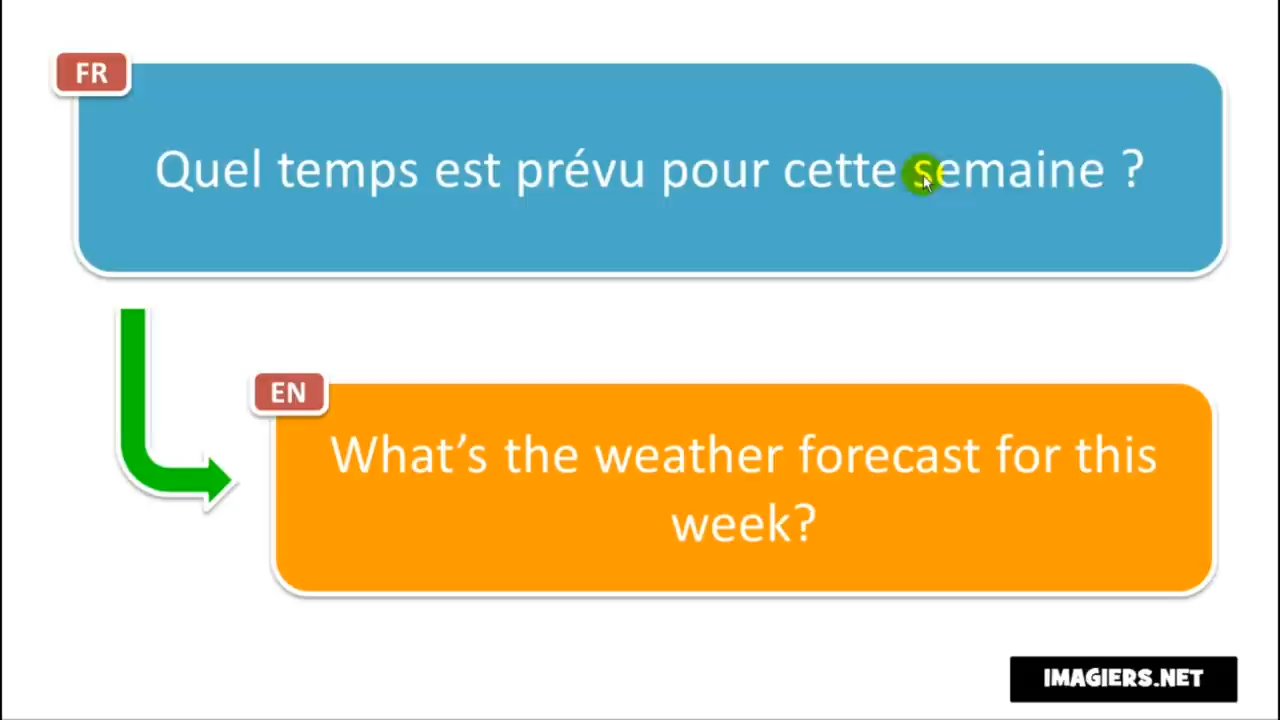 FR
Quel temps est prévu pour cette semaine ?
EN
What’s the weather forecast for this
week?
IMAGIERS.NET